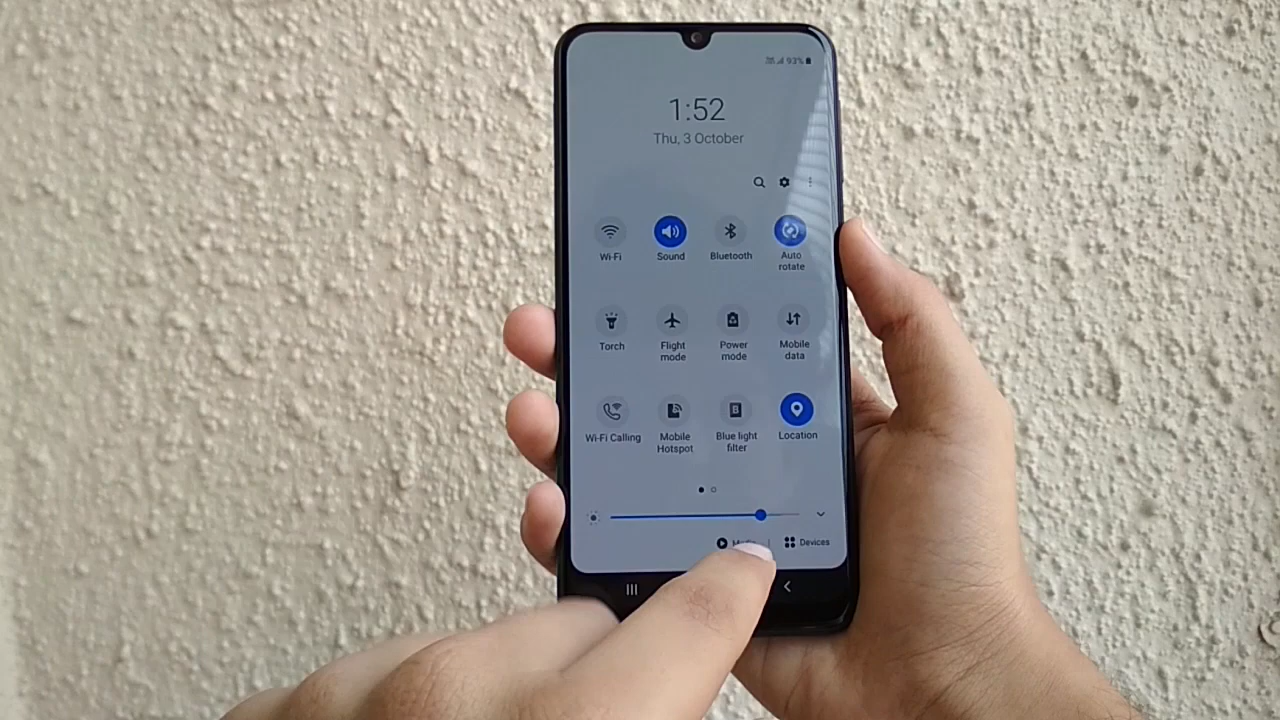 93%
1:52
Thu, 3 October
Wi-Fi
Sound
Bluetooth
Auto
rotate
Torch
Flight
mode
Power
mode
Mobile
data
Wi-Fi Calling
Mobile
Hotspot
Blue light
filter
Location
Devices